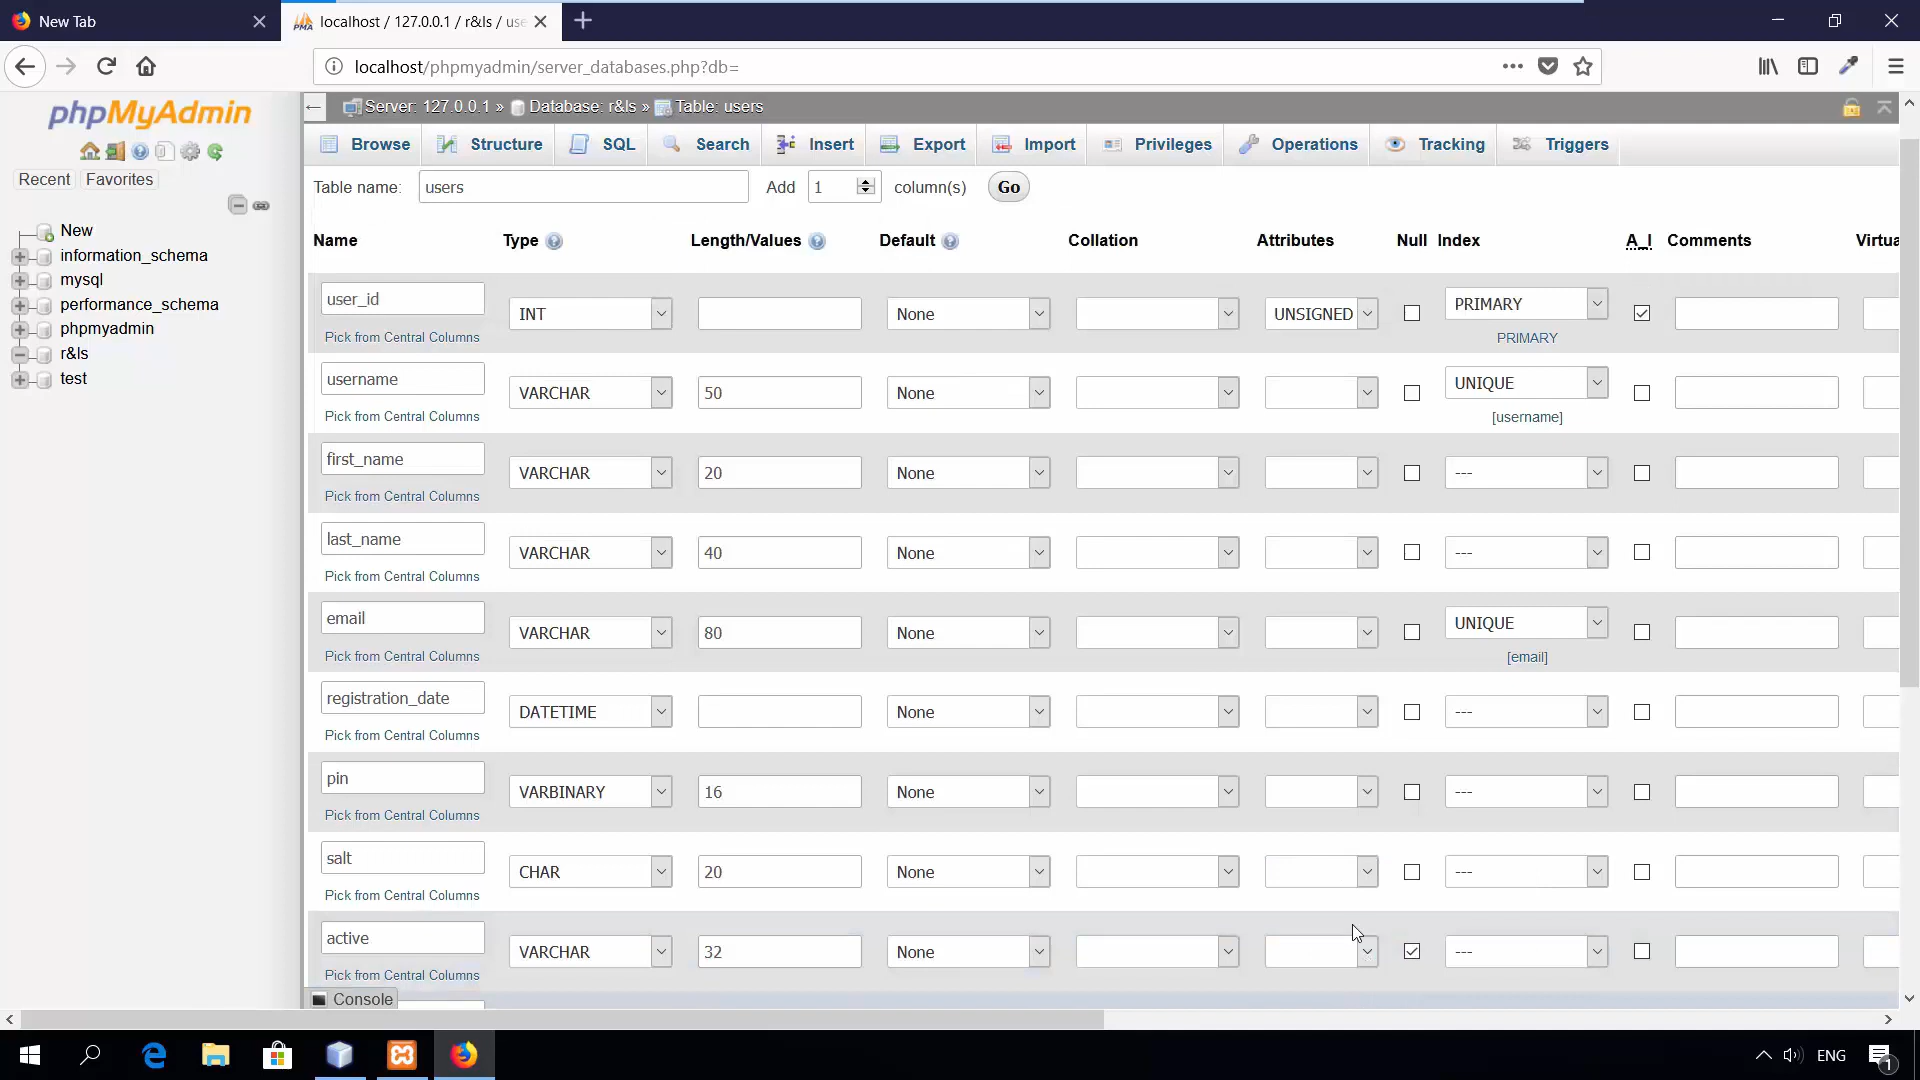 New Tab
localhost / 127.0.0.1 / r&ls / use
PMA
localhost/phpmyadmin/server_databases.php?db=
phpMyAdmin
Recent Favorites
New
information_schema
mysql
performance_schema
phpmyadmin
r&ls
test
Server: 127.0.0.1 » Database: r&ls » Table: users
Browse Structure SQL Search Insert Export Import Privileges Operations Tracking Triggers
Table name: users Add 1 column(s) Go
Name Type Length/Values Default Collation Attributes Null Index A_I Comments Virtua
user_id INT None UNSIGNED PRIMARY
Pick from Central Columns PRIMARY
username VARCHAR 50 None UNIQUE
Pick from Central Columns [username]
first_name VARCHAR 20 None ---
Pick from Central Columns
last_name VARCHAR 40 None ---
Pick from Central Columns
email VARCHAR 80 None UNIQUE
Pick from Central Columns [email]
registration_date DATETIME None ---
Pick from Central Columns
pin VARBINARY 16 None ---
Pick from Central Columns
salt CHAR 20 None ---
Pick from Central Columns
active VARCHAR 32 None ---
Pick from Central Columns
Console
ENG
1